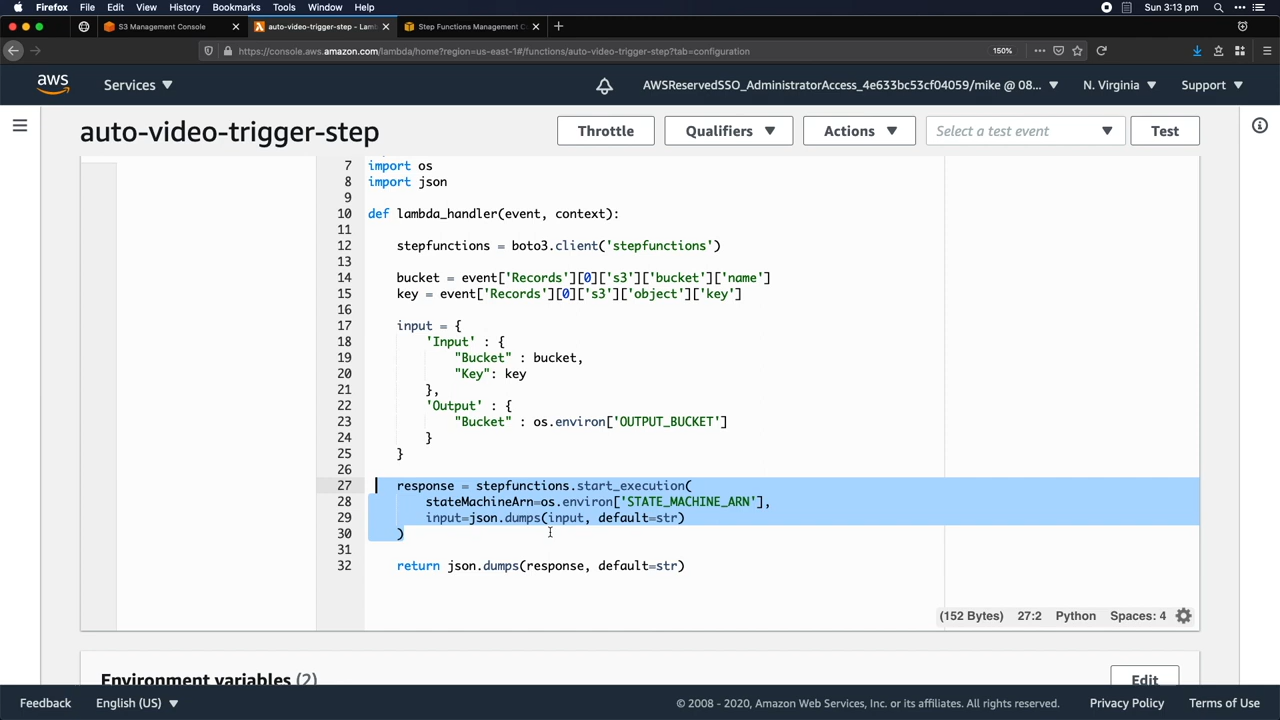 Firefox File Edit View History Bookmarks Tools Window Help Sun 3:13 pm
S3 Management Console auto-video-trigger-step - Lam Step Functions Management C
https://console.aws.amazon.com/lambda/home?region=us-east-1#/functions/auto-video-trigger-step?tab=configuration 150%
aws Services AWSReservedSSO_AdministratorAccess_4e633bc53cf04059/mike @ 08... N. Virginia Support
auto-video-trigger-step Throttle Qualifiers Actions Select a test event Test
7 import os
8 import json
9
10 def lambda_handler(event, context):
11
12 stepfunctions = boto3.client('stepfunctions')
13
14 bucket = event['Records'][0]['s3']['bucket']['name']
15 key = event['Records'][0]['s3']['object']['key']
16
17 input = {
18 'Input' : {
19 "Bucket" : bucket,
20 "Key": key
21 },
22 'Output' : {
23 "Bucket" : os.environ['OUTPUT_BUCKET']
24 }
25 }
26
27 response = stepfunctions.start_execution(
28 stateMachineArn=os.environ['STATE_MACHINE_ARN'],
29 input=json.dumps(input, default=str)
30 )
31
32 return json.dumps(response, default=str)
(152 Bytes) 27:2 Python Spaces: 4
Environment variables (2) Edit
Feedback English (US) © 2008 - 2020, Amazon Web Services, Inc. or its affiliates. All rights reserved. Privacy Policy Terms of Use